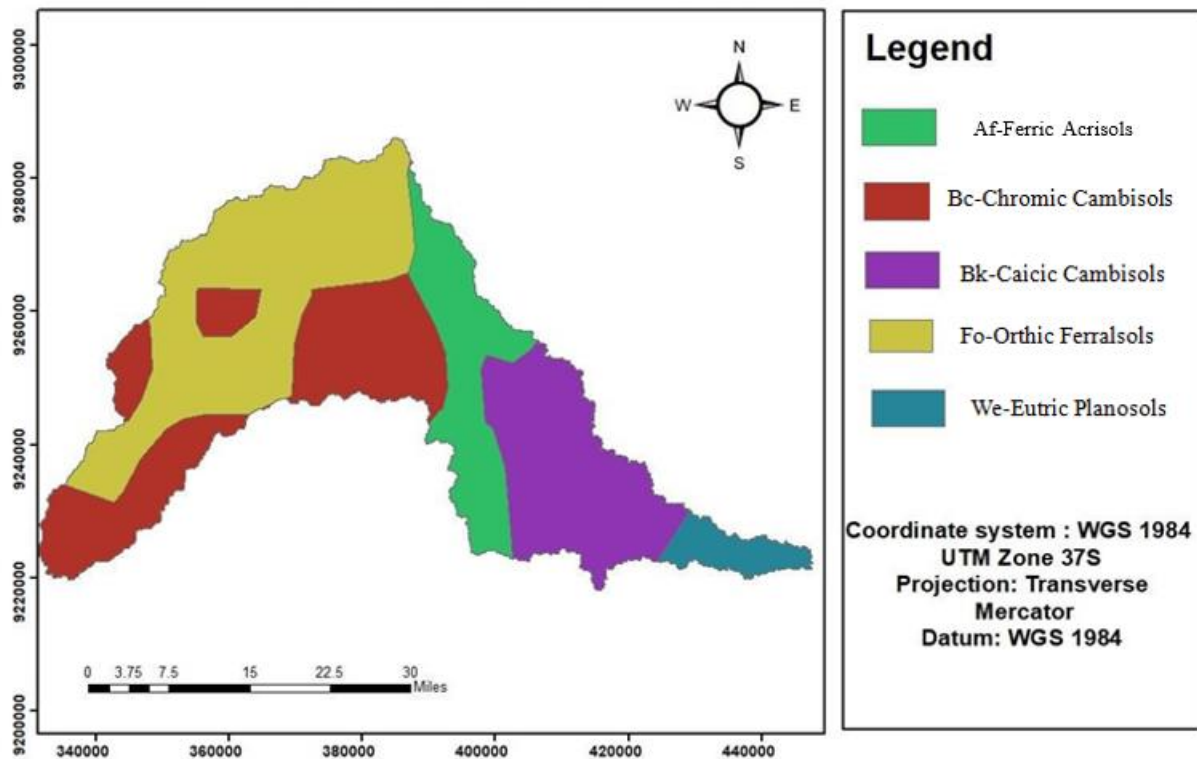 9300000
9280000
9260000
9240000
9220000
9200000
N
W E
S
0 3.75 7.5 15 22.5 30
Miles
340000 360000 380000 400000 420000 440000
Legend
Af-Ferric Acrisols
Bc-Chromic Cambisols
Bk-Caicic Cambisols
Fo-Orthic Ferralsols
We-Eutric Planosols
Coordinate system : WGS 1984
UTM Zone 37S
Projection: Transverse
Mercator
Datum: WGS 1984